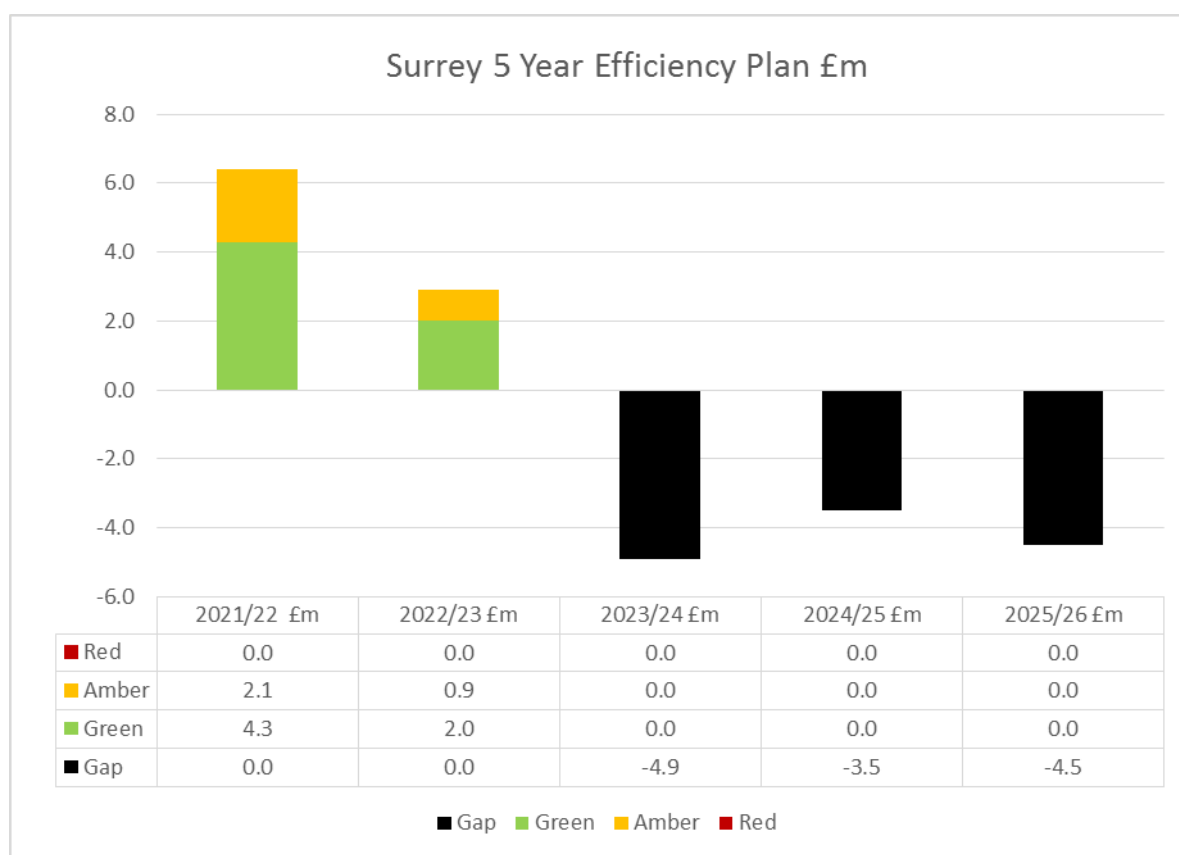 Surrey 5 Year Efficiency Plan £m
8.0
6.0
4.0
2.0
0.0
-2.0
-4.0
-6.0
2021/22 £m 2022/23 £m 2023/24 £m 2024/25 £m 2025/26 £m
Red 0.0 0.0 0.0 0.0 0.0
Amber 2.1 0.9 0.0 0.0 0.0
Green 4.3 2.0 0.0 0.0 0.0
Gap 0.0 0.0 -4.9 -3.5 -4.5
Gap Green Amber Red